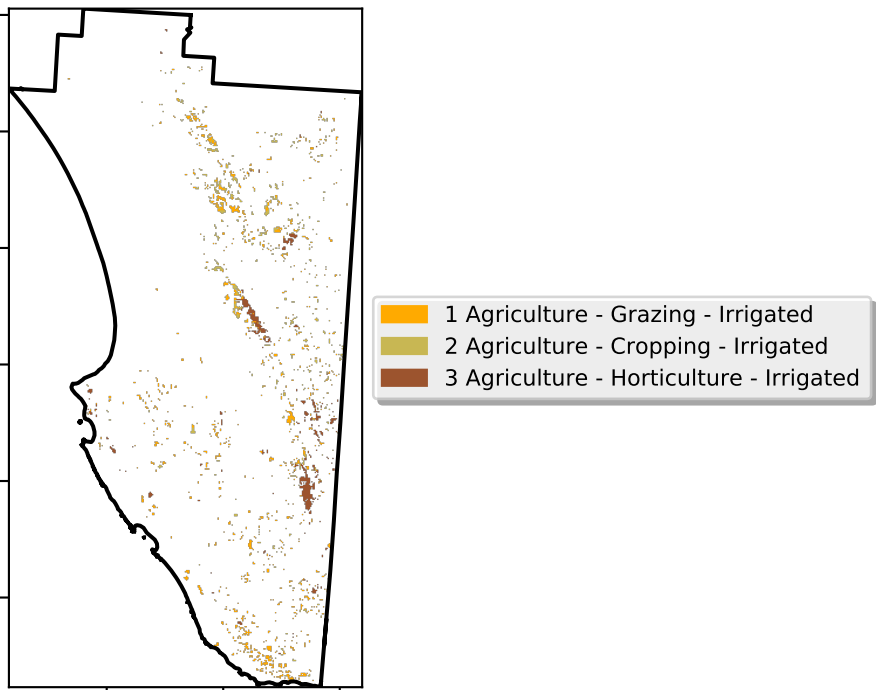 1 Agriculture - Grazing - Irrigated
2 Agriculture - Cropping - Irrigated
3 Agriculture - Horticulture - Irrigated